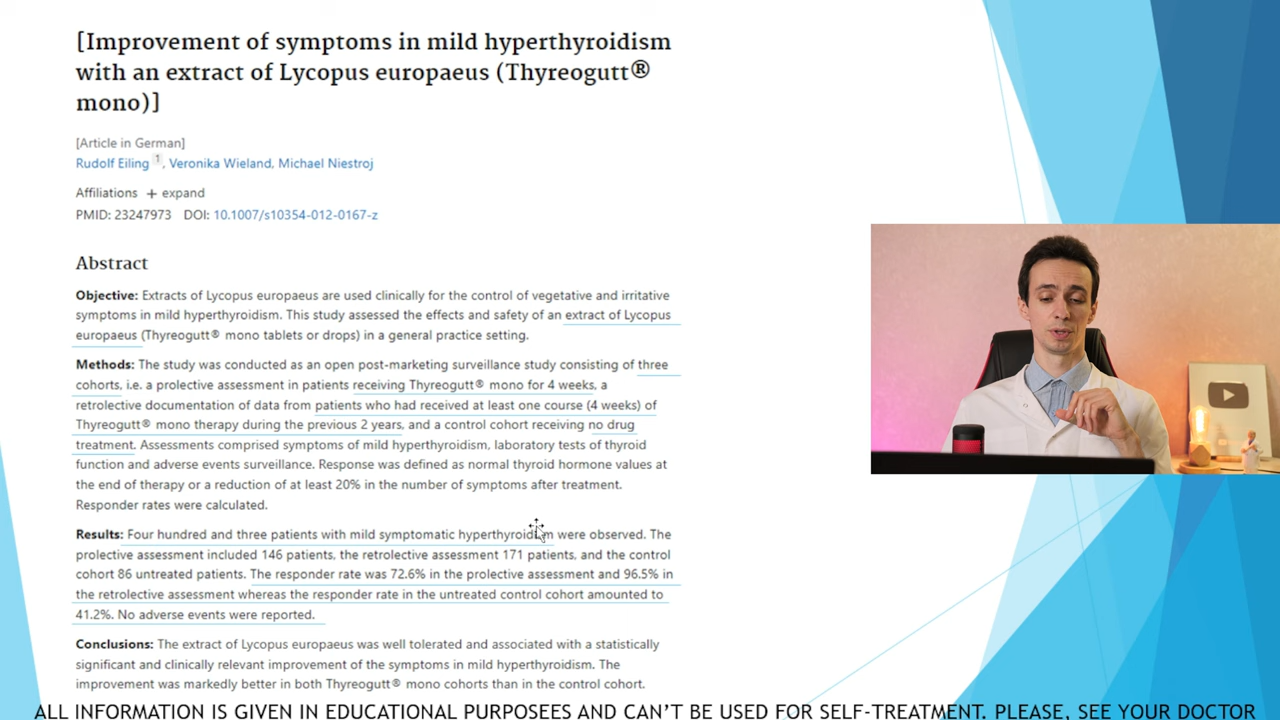 [Improvement of symptoms in mild hyperthyroidism
with an extract of Lycopus europaeus (Thyreogutt®
mono)]
[Article in German]
Rudolf Eiling 1, Veronika Wieland, Michael Niestroj
Affiliations + expand
PMID: 23247973 DOI: 10.1007/s10354-012-0167-z
Abstract
Objective: Extracts of Lycopus europaeus are used clinically for the control of vegetative and irritative
symptoms in mild hyperthyroidism. This study assessed the effects and safety of an extract of Lycopus
europaeus (Thyreogutt® mono tablets or drops) in a general practice setting.
Methods: The study was conducted as an open post-marketing surveillance study consisting of three
cohorts, i.e. a prolective assessment in patients receiving Thyreogutt® mono for 4 weeks, a
retrolective documentation of data from patients who had received at least one course (4 weeks) of
Thyreogutt® mono therapy during the previous 2 years, and a control cohort receiving no drug
treatment. Assessments comprised symptoms of mild hyperthyroidism, laboratory tests of thyroid
function and adverse events surveillance. Response was defined as normal thyroid hormone values at
the end of therapy or a reduction of at least 20% in the number of symptoms after treatment.
Responder rates were calculated.
Results: Four hundred and three patients with mild symptomatic hyperthyroidism were observed. The
prolective assessment included 146 patients, the retrolective assessment 171 patients, and the control
cohort 86 untreated patients. The responder rate was 72.6% in the prolective assessment and 96.5% in
the retrolective assessment whereas the responder rate in the untreated control cohort amounted to
41.2%. No adverse events were reported.
Conclusions: The extract of Lycopus europaeus was well tolerated and associated with a statistically
significant and clinically relevant improvement of the symptoms in mild hyperthyroidism. The
improvement was markedly better in both Thyreogutt® mono cohorts than in the control cohort.
ALL INFORMATION IS GIVEN IN EDUCATIONAL PURPOSEES AND CAN'T BE USED FOR SELF-TREATMENT. PLEASE, SEE YOUR DOCTOR